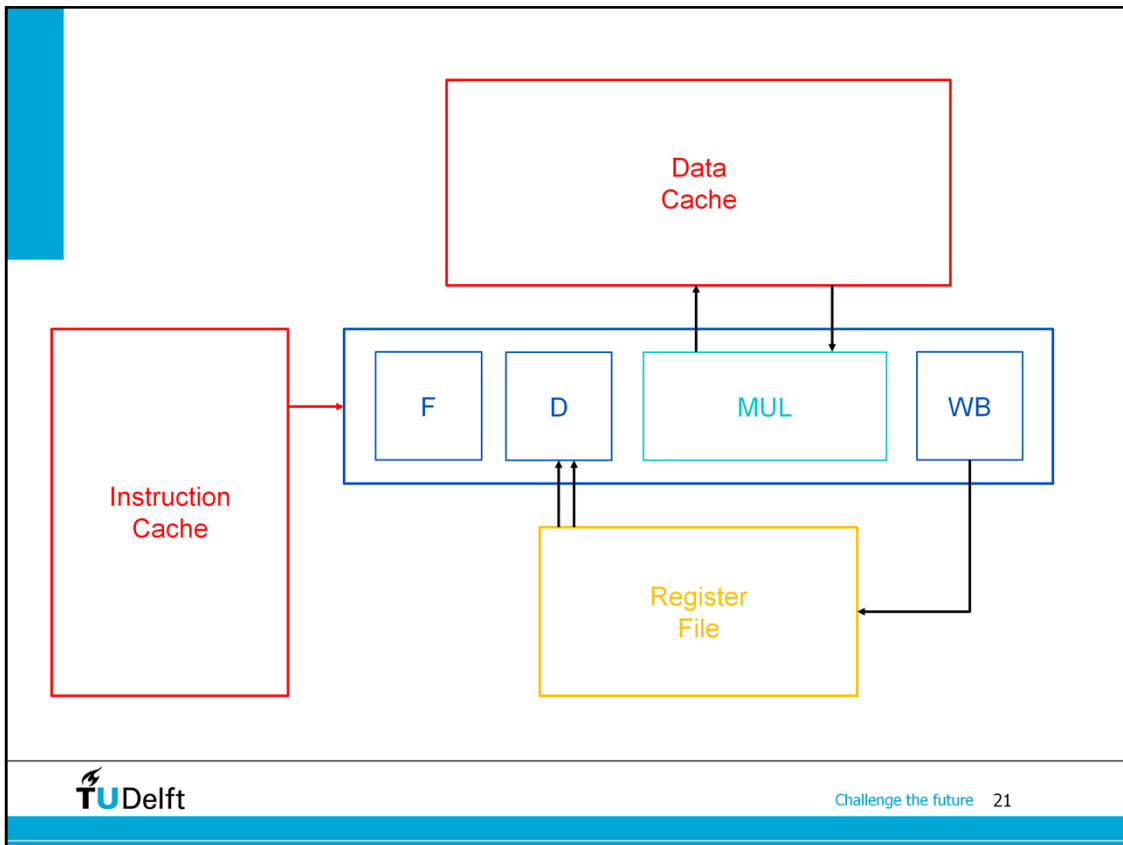 Data
Cache
F
D
MUL
WB
Instruction
Cache
Register
File
TUDelft
Challenge the future 21